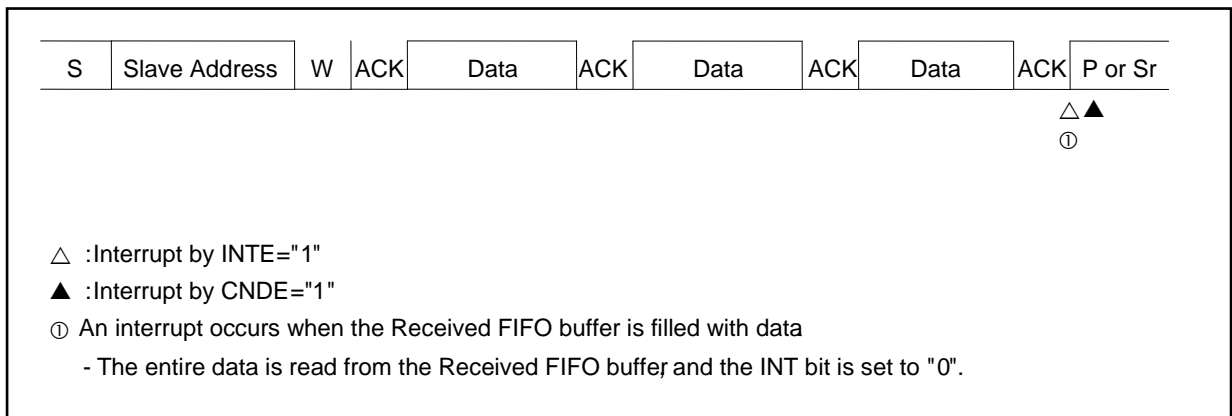 S Slave Address W ACK Data ACK Data ACK Data ACK P or Sr
△ ▲
①
△ :Interrupt by INTE="1"
▲ :Interrupt by CNDE="1"
① An interrupt occurs when the Received FIFO buffer is filled with data
- The entire data is read from the Received FIFO buffer, and the INT bit is set to "0".